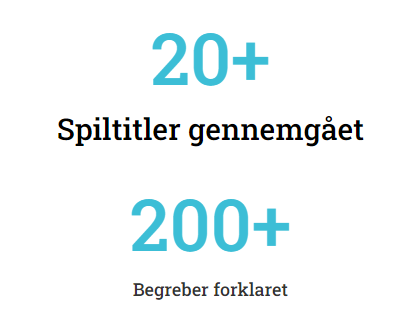 20+
Spiltitler gennemgået
200+
Begreber forklaret